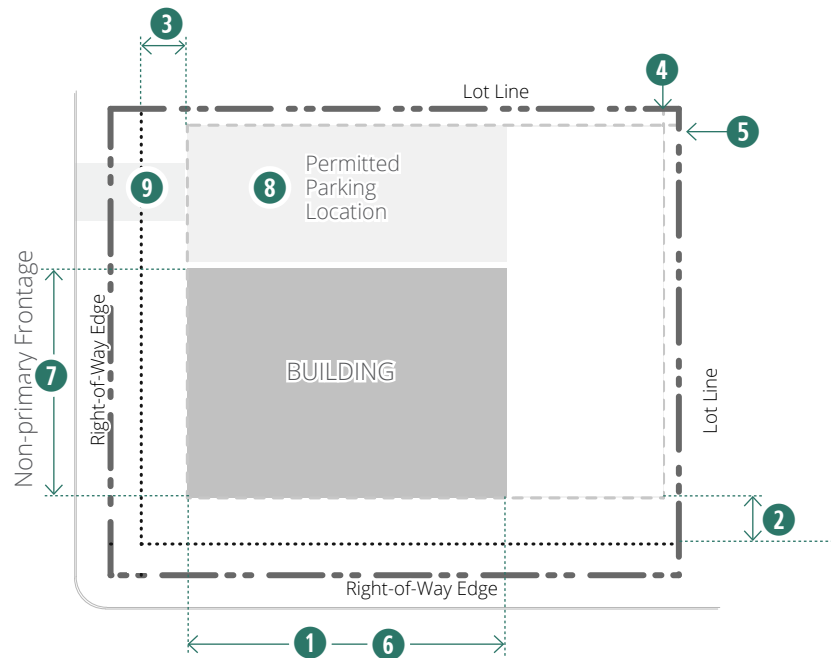 3
4
Lot Line
5
Permitted
Parking
Location
8
9
Non-primary Frontage
Right-of-Way Edge
7
BUILDING
Lot Line
2
Right-of-Way Edge
1
6